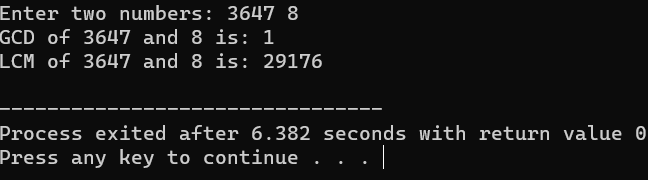 Enter two numbers: 3647 8
GCD of 3647 and 8 is: 1
LCM of 3647 and 8 is: 29176
--------------------------------
Process exited after 6.382 seconds with return value 0
Press any key to continue . . .